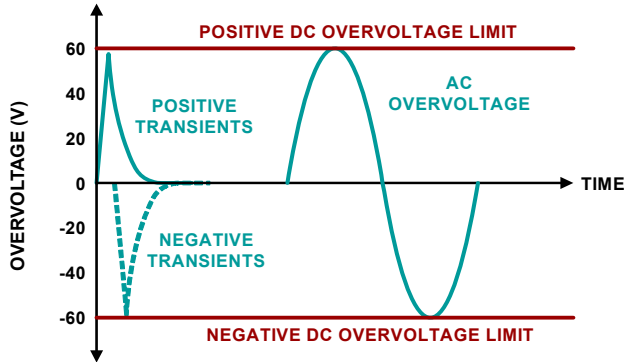 POSITIVE DC OVERVOLTAGE LIMIT
60
40
20
0
-20
-40
-60
OVERVOLTAGE (V)
POSITIVE
TRANSIENTS
AC
OVERVOLTAGE
TIME
NEGATIVE
TRANSIENTS
NEGATIVE DC OVERVOLTAGE LIMIT